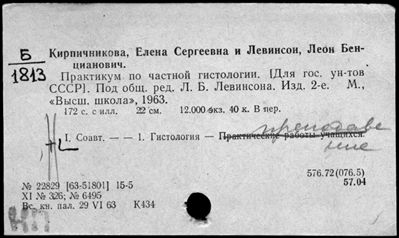 Б
1813
Кирпичникова, Елена Сергеевна и Левинсон, Леон Бен-
цианович.
Практикум по частной гистологии. [Для гос. ун-тов
СССР]. Под общ. ред. Л. Б. Левинсона. Изд. 2-е. М.,
«Высш. школа», 1963.
172 с. с илл. 22 см. 12.000 экз. 40 к. В пер.
преподава
I. Соавт. — — 1. Гистология — Практические работы учащихся.
ние
576.72(076.5)
57.04
№ 22829 [63-51801] 15-5
XI № 326; № 6495
Вс. кн. пал. 29 VI 63 К434
НП